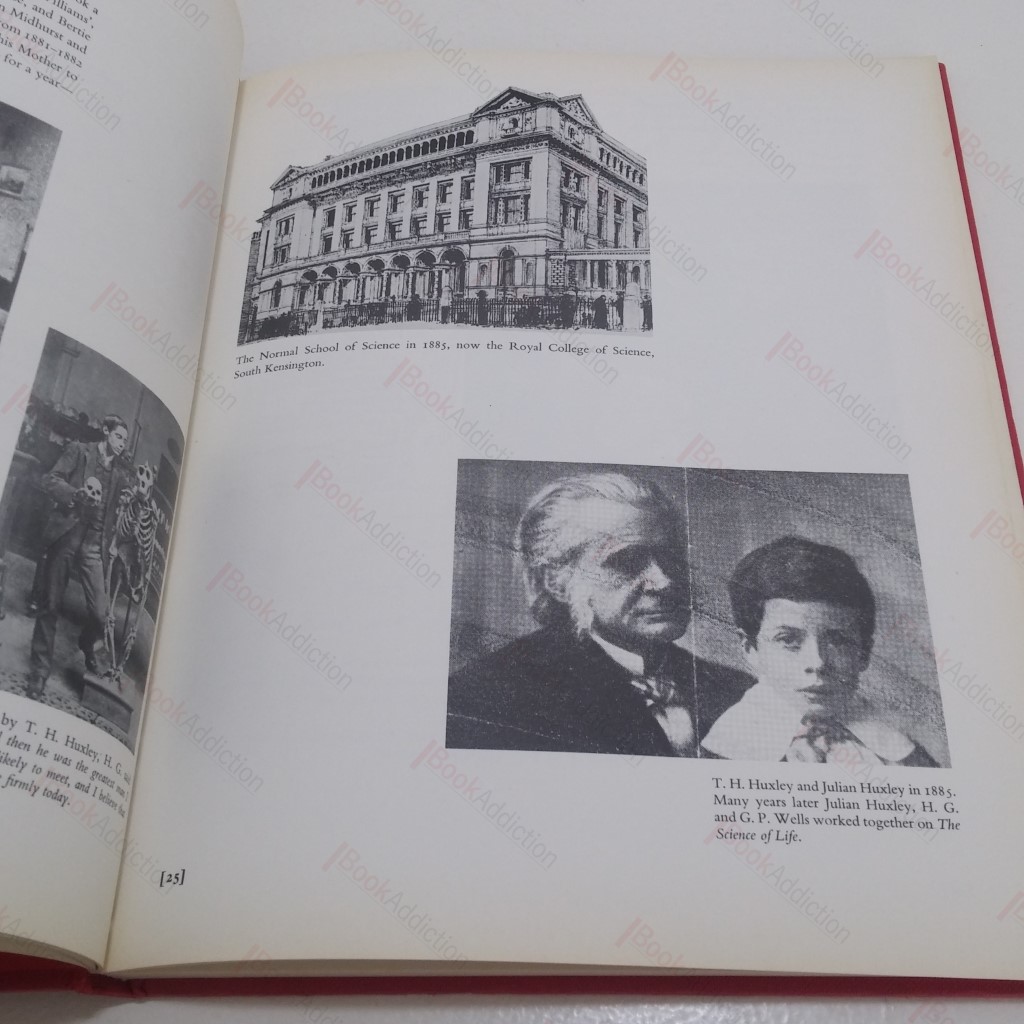 Williams',
and Bertie
Midhurst and
from 1881–1882
his Mother to
for a year—
by T. H. Huxley, H. G.
then he was the greatest man
likely to meet, and I believe that
firmly today.
The Normal School of Science in 1885, now the Royal College of Science,
South Kensington.
T. H. Huxley and Julian Huxley in 1885.
Many years later Julian Huxley, H. G.
and G. P. Wells worked together on The
Science of Life.
[25]
BookAddiction